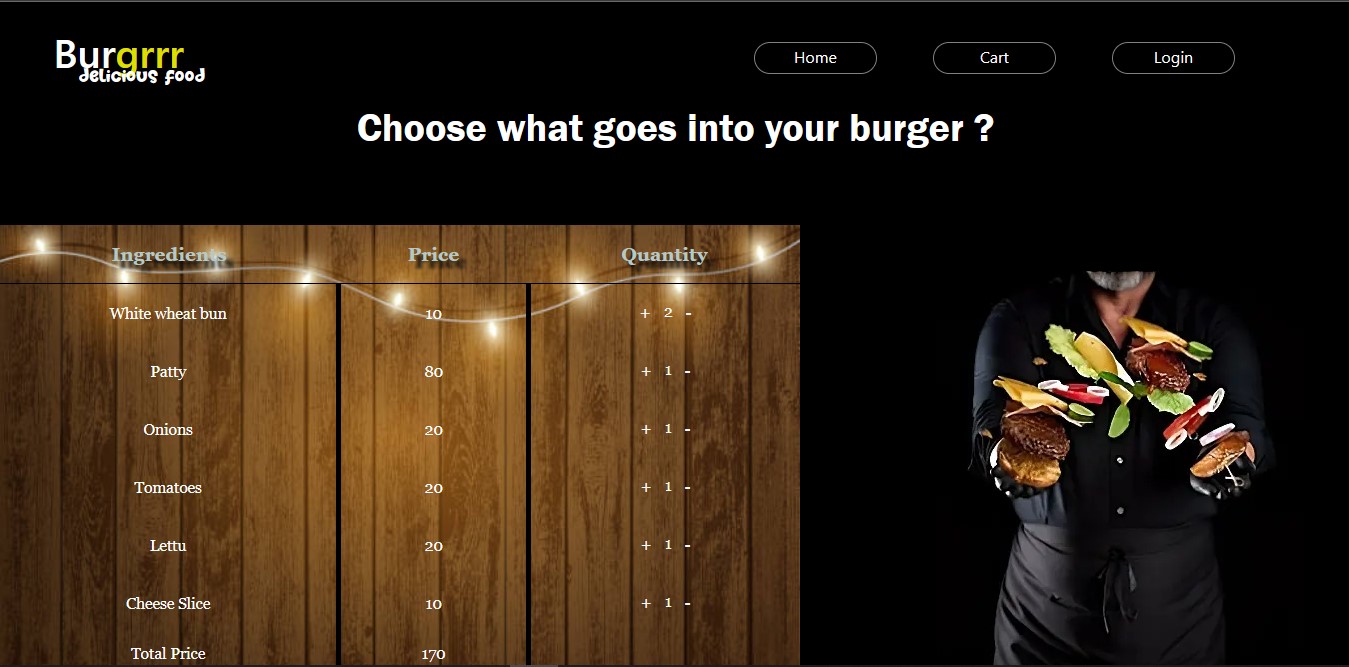 Burgrrr
delicious food
Home Cart Login
Choose what goes into your burger ?
Ingredients Price Quantity
White wheat bun 10 + 2 -
Patty 80 + 1 -
Onions 20 + 1 -
Tomatoes 20 + 1 -
Lettu 20 + 1 -
Cheese Slice 10 + 1 -
Total Price 170